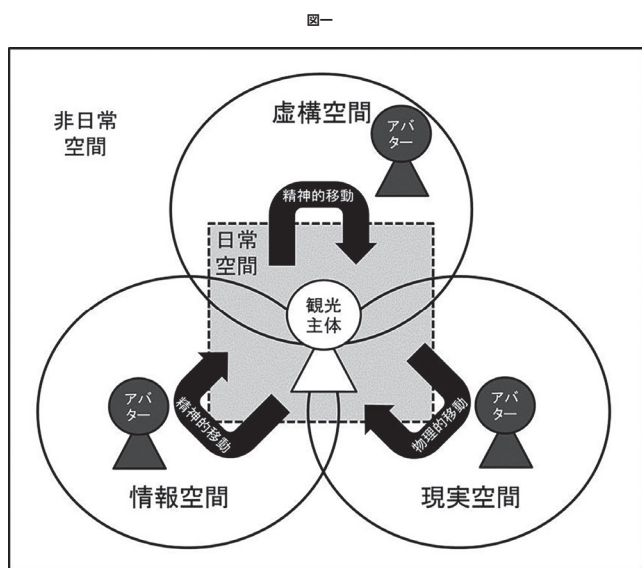 図一
非日常
空間
虚構空間
アバ
ター
精神的移動
日常
空間
観光
主体
アバ
ター
精神的移動
物理的移動
アバ
ター
情報空間
現実空間